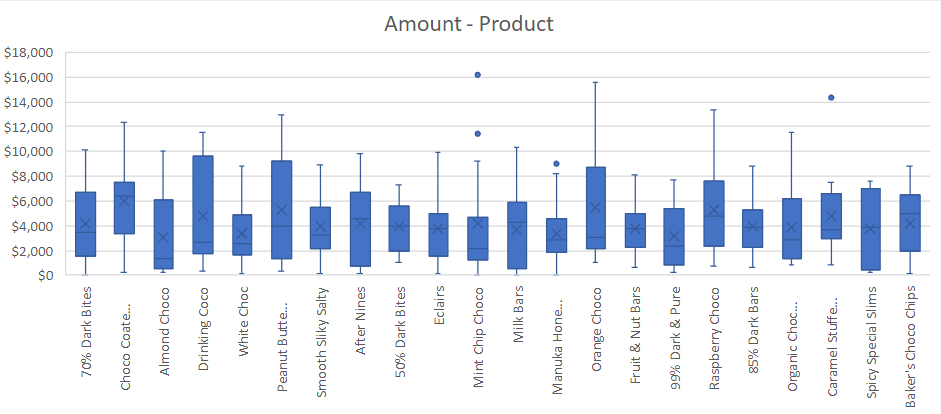 Amount - Product
$18,000
$16,000
$14,000
$12,000
$10,000
$8,000
$6,000
$4,000
$2,000
$0
70% Dark Bites
Choco Coate...
Almond Choco
Drinking Coco
White Choc
Peanut Butte...
Smooth Sliky Salty
After Nines
50% Dark Bites
Eclairs
Mint Chip Choco
Milk Bars
Manuka Hone...
Orange Choco
Fruit & Nut Bars
99% Dark & Pure
Raspberry Choco
85% Dark Bars
Organic Choc...
Caramel Stuffe...
Spicy Special Slims
Baker's Choco Chips